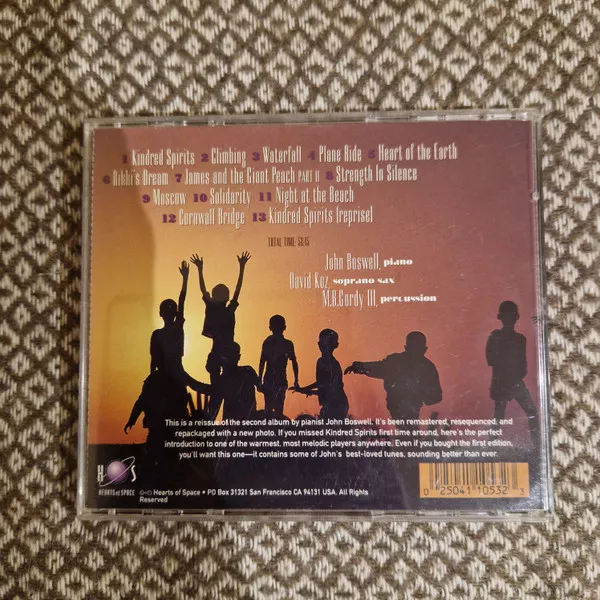 1 Kindred Spirits 2 Climbing 3 Waterfall 4 Plane Ride 5 Heart of the Earth
6 Bibbi's Dream 7 James and the Giant Peach PART II 8 Strength In Silence
9 Moscow 10 Solidarity 11 Night at the Beach
12 Cornwall Bridge 13 Kindred Spirits (reprise)
TOTAL TIME:
John Boswell, piano
David Koz, soprano sax
M.B.Gordy III, percussion
This is a reissue of the second album by pianist John Boswell. It's been remastered, resequenced, and
repackaged with a new photo. If you missed Kindred Spirits first time around, here's the perfect
introduction to one of the warmest, most melodic players anywhere. Even if you bought the first edition,
you'll want this one—it contains some of John's best-loved tunes, sounding better than ever.
H S
HEARTS of SPACE
Hearts of Space • PO Box 31321 San Francisco CA 94131 USA. All Rights
Reserved
0 25041 10532 3